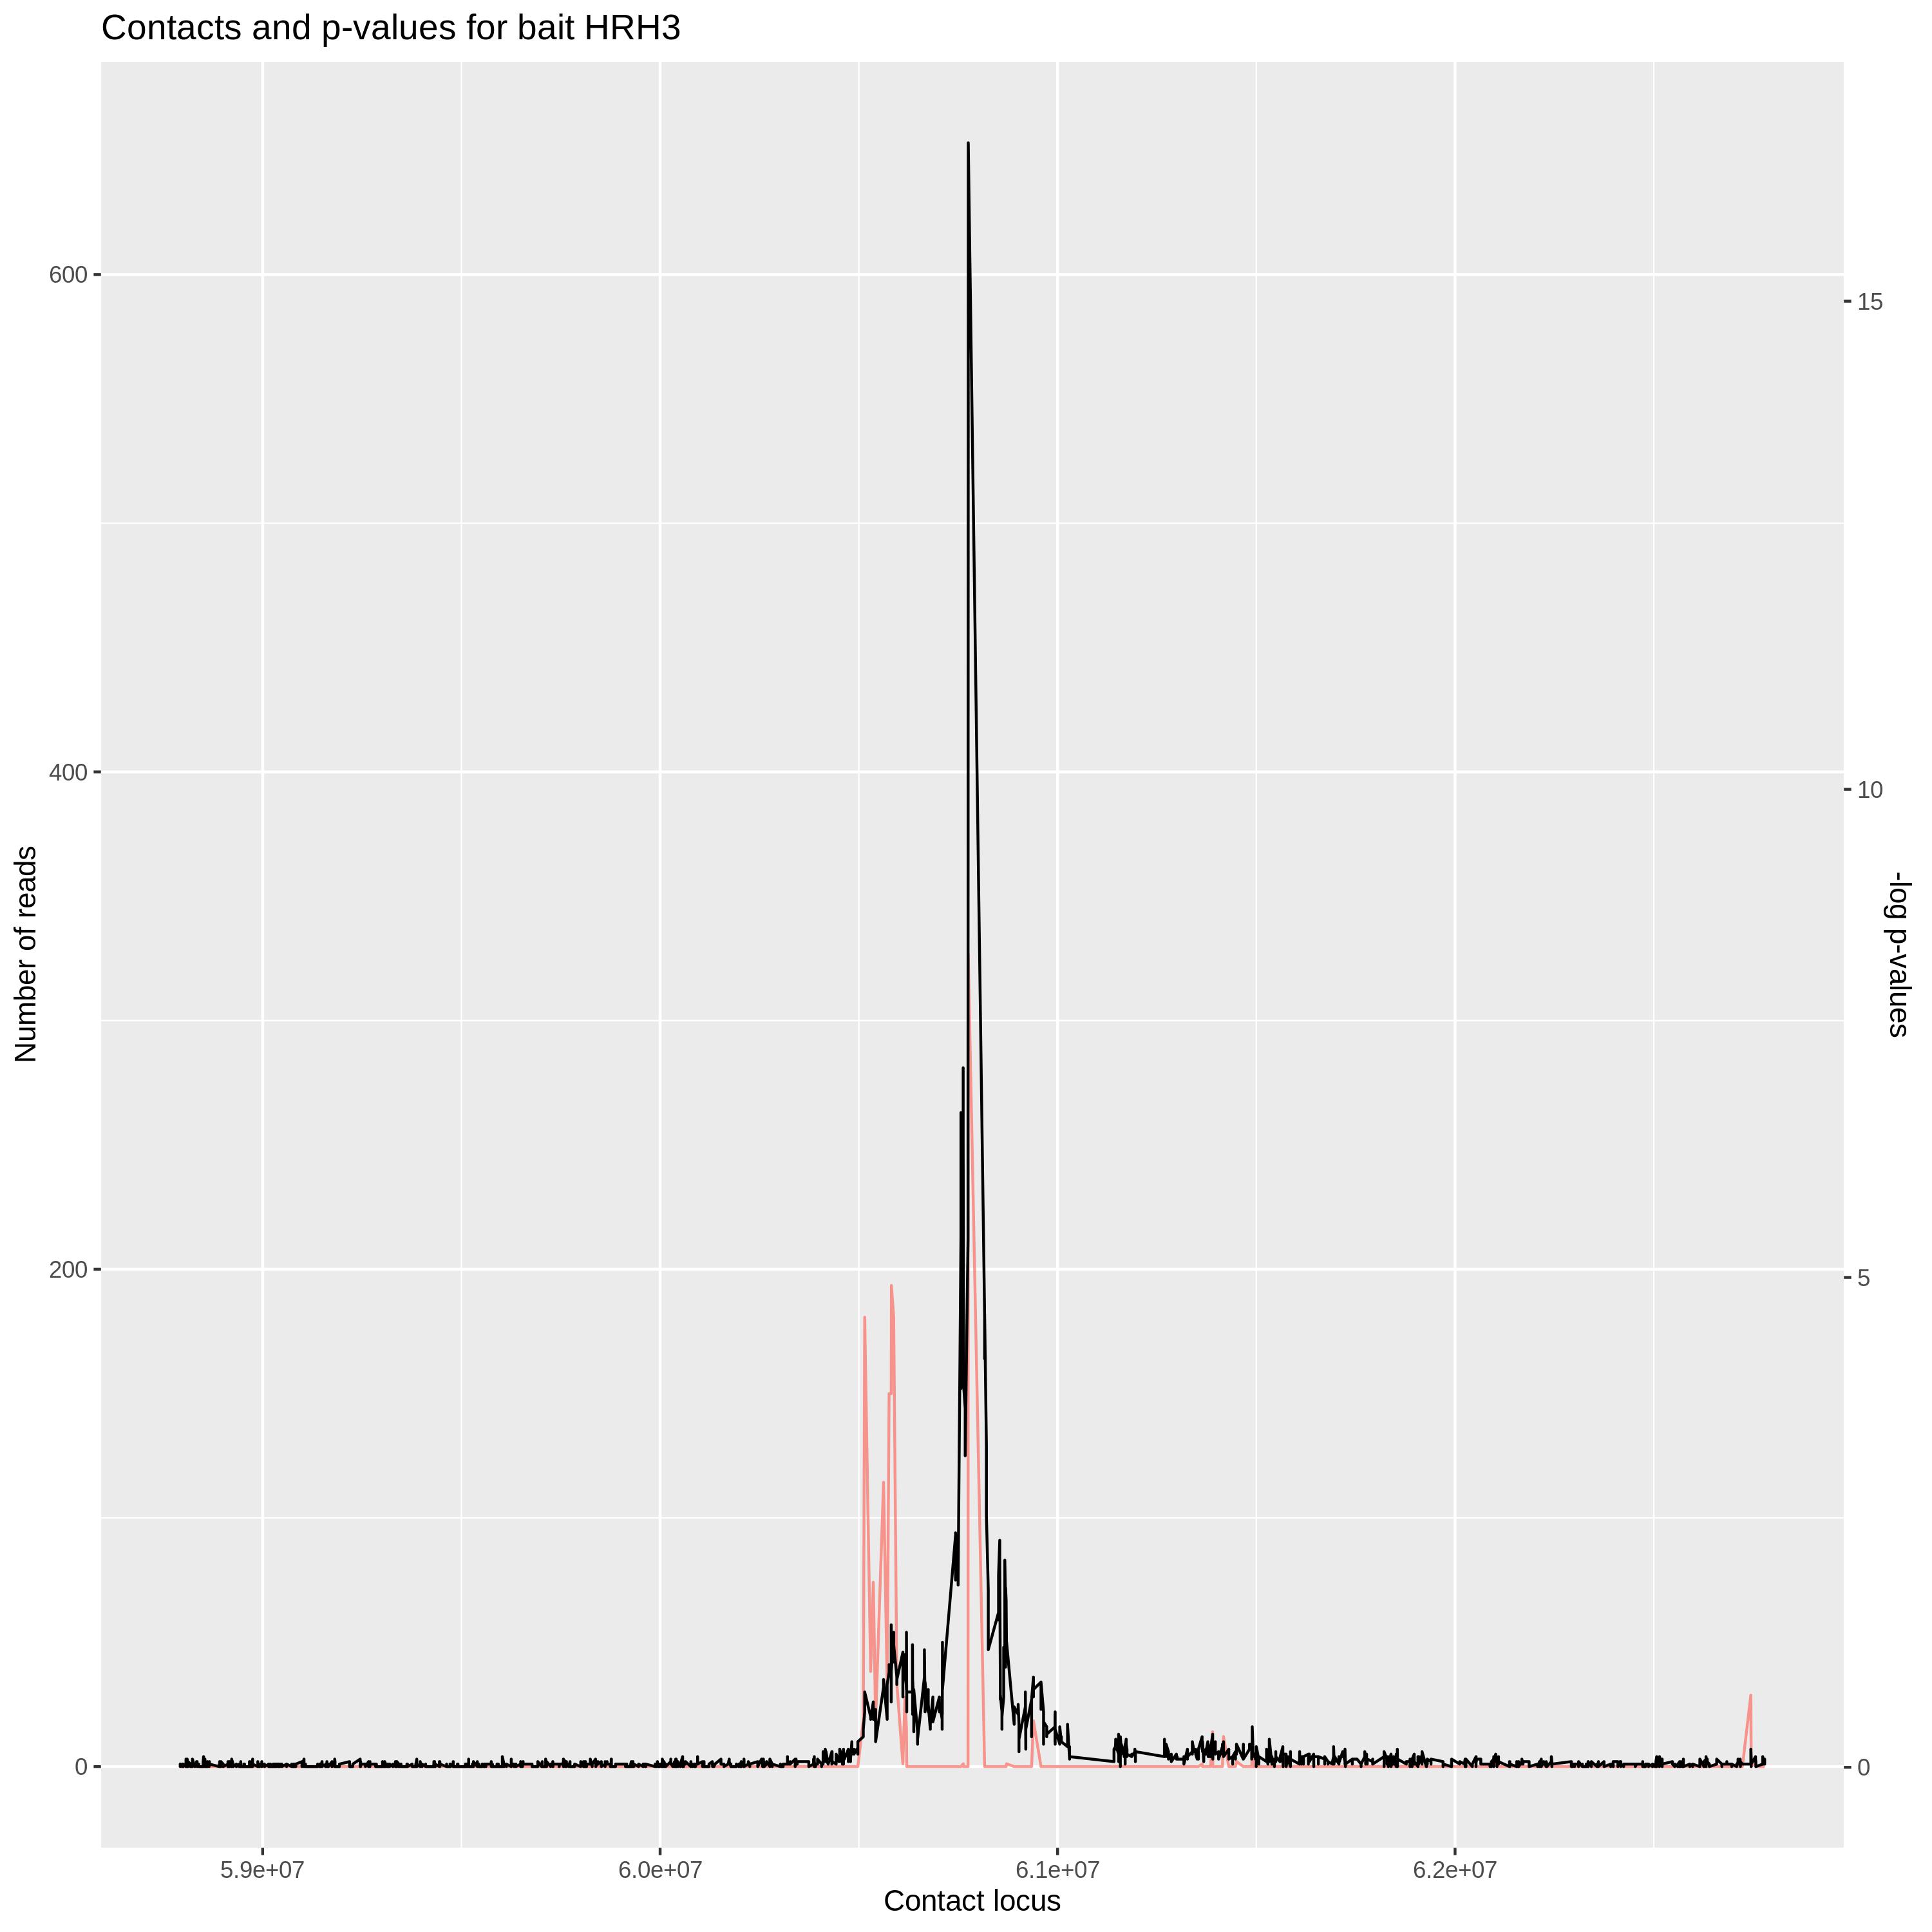 Contacts and p-values for bait HRH3
600
400
200
0
15
10
5
0
Number of reads
-log p-values
5.9e+07
6.0e+07
6.1e+07
6.2e+07
Contact locus